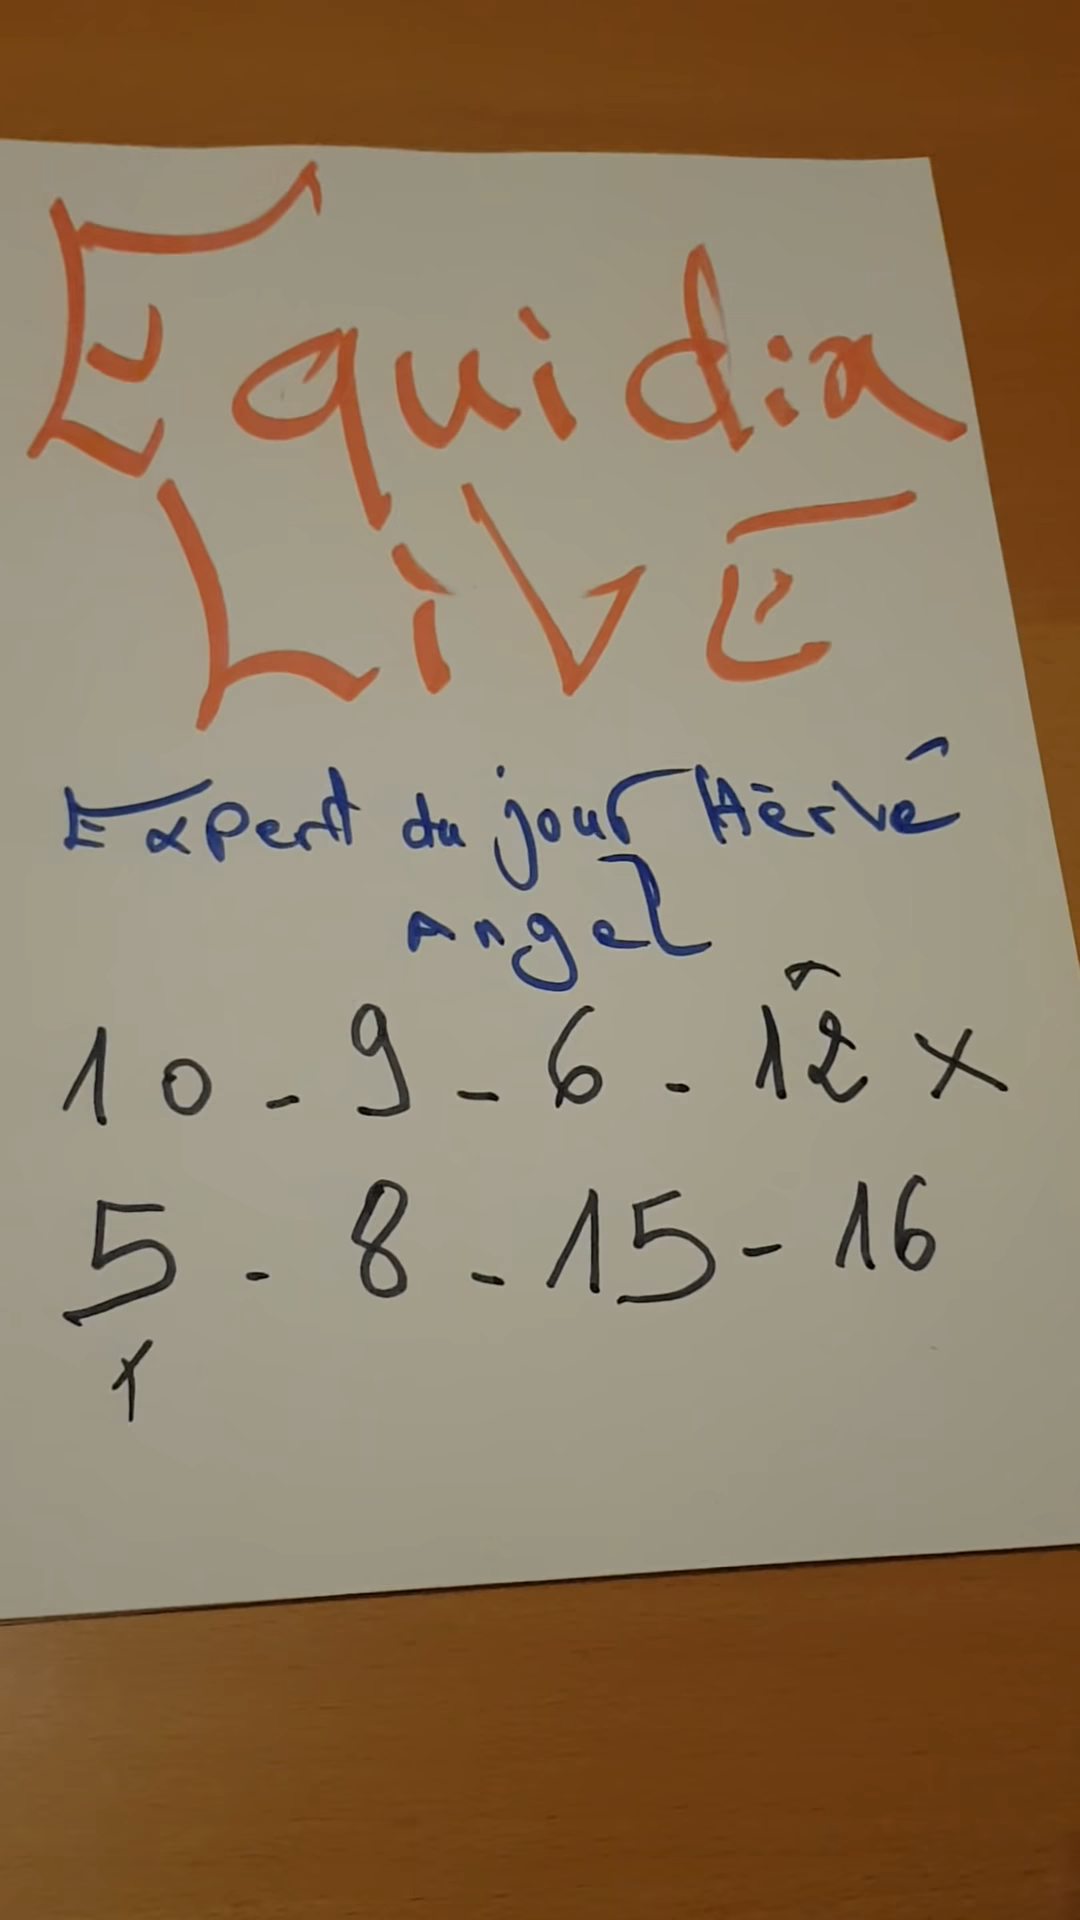 Equidia
LiVE
Expert du jour Hervé
Angel
10 - 9 - 6 - 12 x
5 - 8 - 15 - 16
x